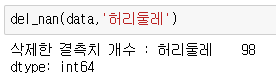 del_nan(data,'허리둘레')
삭제한 결측치 개수 : 허리둘레    98
dtype: int64